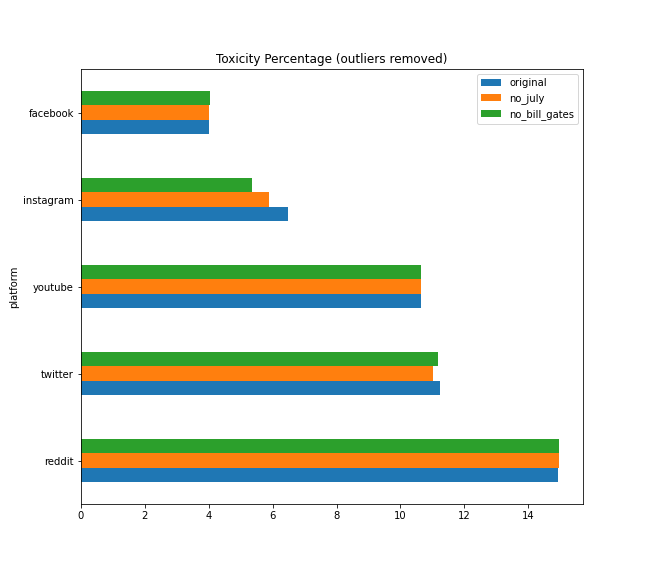 Toxicity Percentage (outliers removed)
original
no_july
no_bill_gates
facebook
instagram
youtube
twitter
reddit
platform
0 2 4 6 8 10 12 14